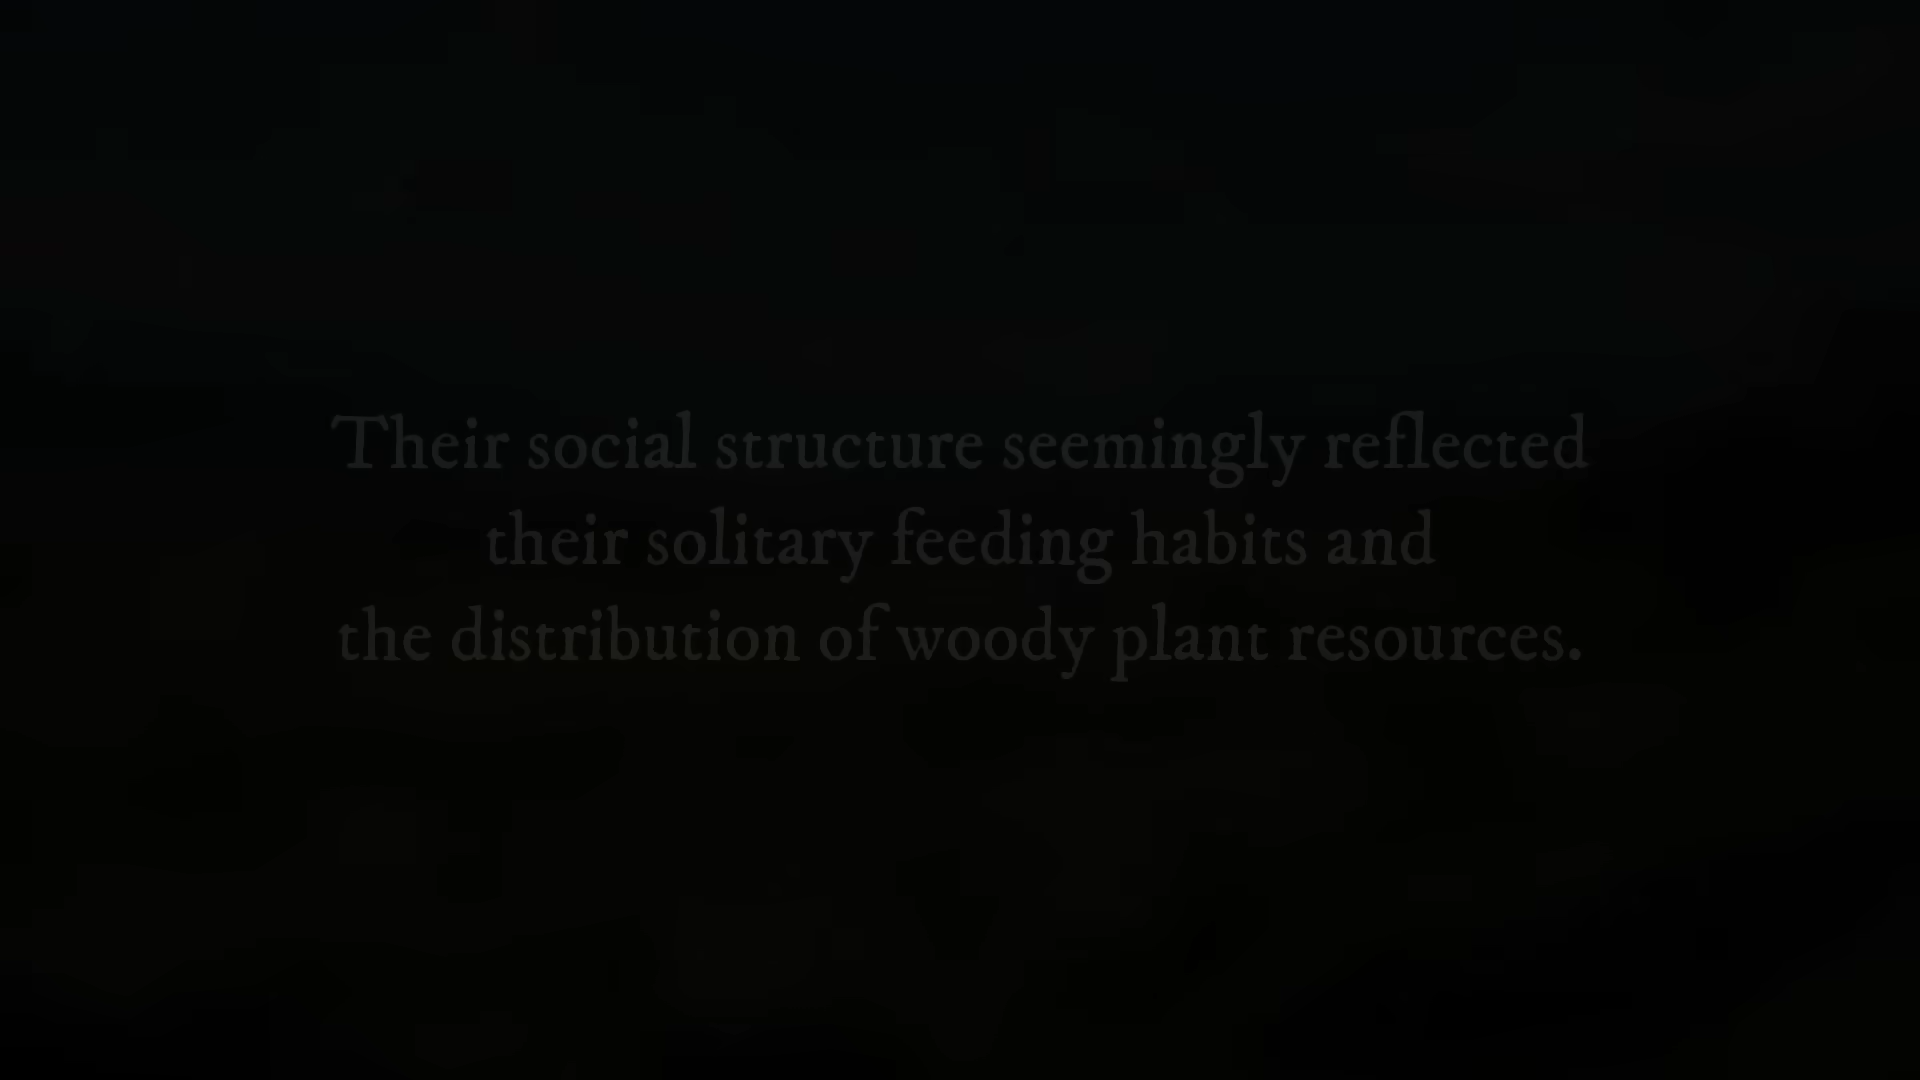 Their social structure seemingly reflected
their solitary feeding habits and
the distribution of woody plant resources.